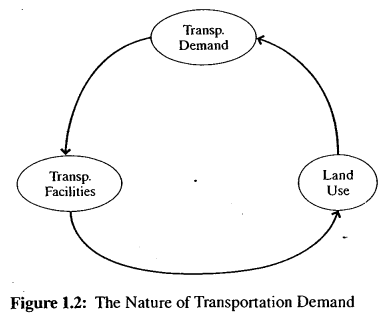 Transp.
Demand
Transp.
Facilities
Land
Use
Figure 1.2: The Nature of Transportation Demand